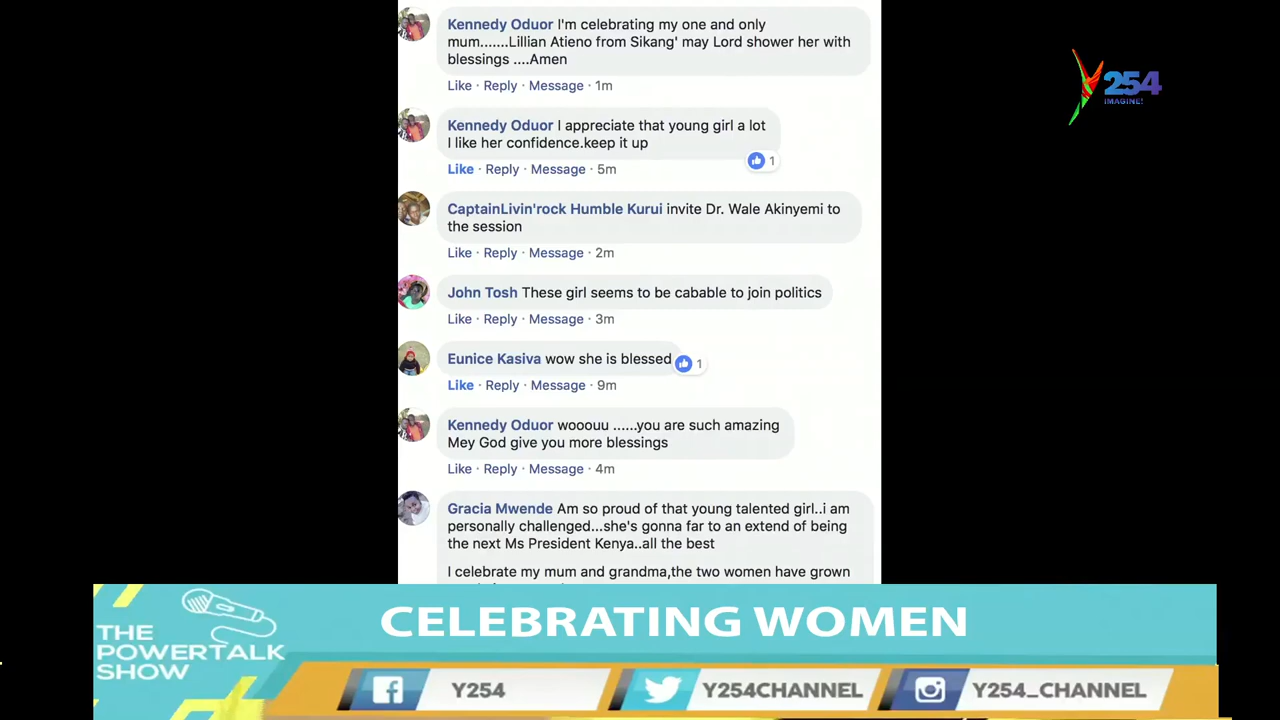 Kennedy Oduor I'm celebrating my one and only
mum.......Lillian Atieno from Sikang' may Lord shower her with
blessings ....Amen
Like · Reply · Message · 1m
Kennedy Oduor I appreciate that young girl a lot
I like her confidence.keep it up
1
Like · Reply · Message · 5m
CaptainLivin'rock Humble Kurui invite Dr. Wale Akinyemi to
the session
Like · Reply · Message · 2m
John Tosh These girl seems to be cabable to join politics
Like · Reply · Message · 3m
Eunice Kasiva wow she is blessed
1
Like · Reply · Message · 9m
Kennedy Oduor wooouu ......you are such amazing
Mey God give you more blessings
Like · Reply · Message · 4m
Gracia Mwende Am so proud of that young talented girl..i am
personally challenged...she's gonna far to an extend of being
the next Ms President Kenya..all the best
I celebrate my mum and grandma,the two women have grown
Y254
IMAGINE!
THE
POWERTALK
SHOW
CELEBRATING WOMEN
Y254
Y254CHANNEL
Y254_CHANNEL